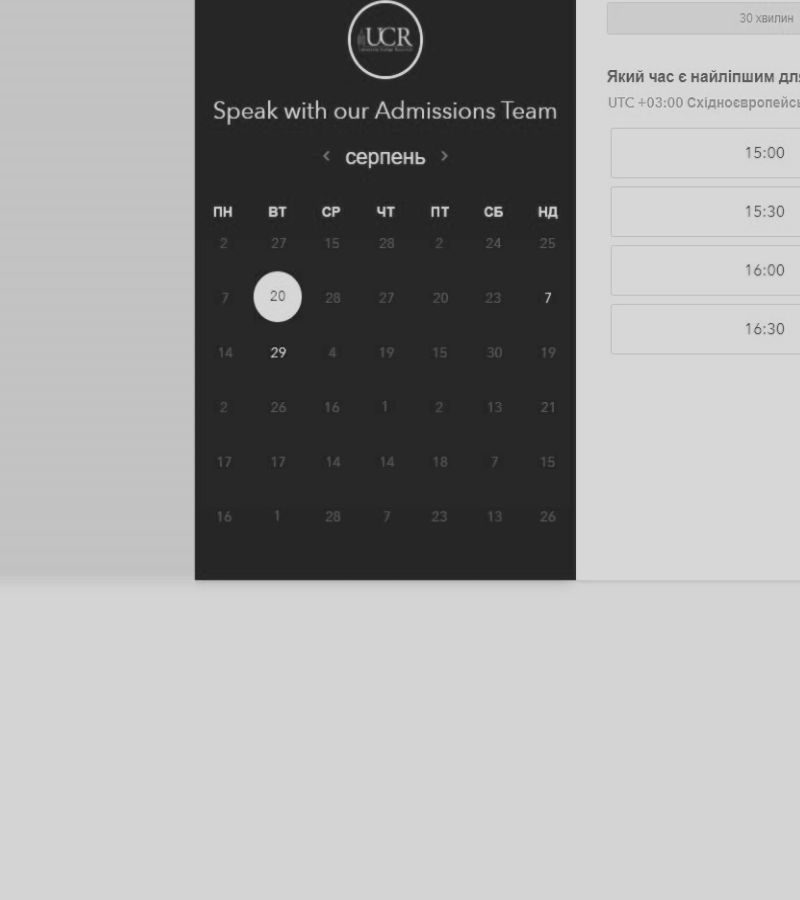 UCR
Speak with our Admissions Team
серпень
ПН ВТ СР ЧТ ПТ СБ НД
2 27 15 28 2 24 25
7 20 28 27 20 23 7
14 29 4 19 15 30 19
2 26 16 1 2 13 21
17 17 14 14 18 7 15
16 1 28 7 23 13 26
30 хвилин
Який час є найліпшим
UTC +03:00
15:00
15:30
16:00
16:30